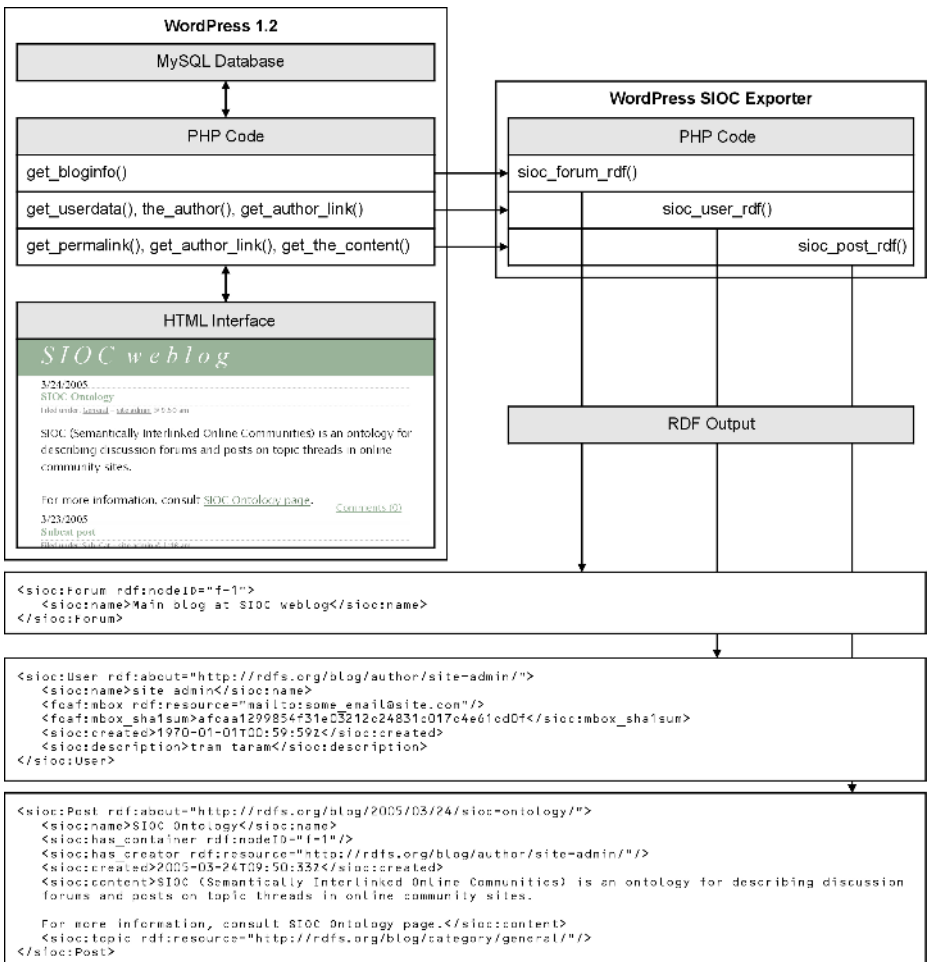 WordPress 1.2
MySQL Database
PHP Code
get_bloginfo()
get_userdata(), the_author(), get_author_link()
get_permalink(), get_author_link(), get_the_content()
HTML Interface
SIOC weblog
3/24/2005
SIOC Ontology
Filed under: General – site admin @ 9:50 am
SIOC (Semantically Interlinked Online Communities) is an ontology for
describing discussion forums and posts on topic threads in online
community sites.
For more information, consult SIOC Ontology page.
Comments (0)
3/23/2005
Subcat post
WordPress SIOC Exporter
PHP Code
sioc_forum_rdf()
sioc_user_rdf()
sioc_post_rdf()
RDF Output
<sioc:Forum rdf:nodeID="f-1">
<sioc:name>Main blog at SIOC weblog</sioc:name>
</sioc:Forum>
<sioc:User rdf:about="http://rdfs.org/blog/author/site-admin/">
<sioc:name>site admin</sioc:name>
<foaf:mbox rdf:resource="mailto:some_email@site.com"/>
<foaf:mbox_sha1sum>afcaa1299854f31e03212c24831c017c4e61cd0f</sioc:mbox_sha1sum>
<sioc:created>1970-01-01T00:59:59Z</sioc:created>
<sioc:description>tram taram</sioc:description>
</sioc:User>
<sioc:Post rdf:about="http://rdfs.org/blog/2005/03/24/sioc-ontology/">
<sioc:name>SIOC Ontology</sioc:name>
<sioc:has_container rdf:nodeID="f-1"/>
<sioc:has_creator rdf:resource="http://rdfs.org/blog/author/site-admin/"/>
<sioc:created>2005-03-24T09:50:33Z</sioc:created>
<sioc:content>SIOC (Semantically Interlinked Online Communities) is an ontology for describing discussion
forums and posts on topic threads in online community sites.
For more information, consult SIOC Ontology page.</sioc:content>
<sioc:topic rdf:resource="http://rdfs.org/blog/category/general/"/>
</sioc:Post>